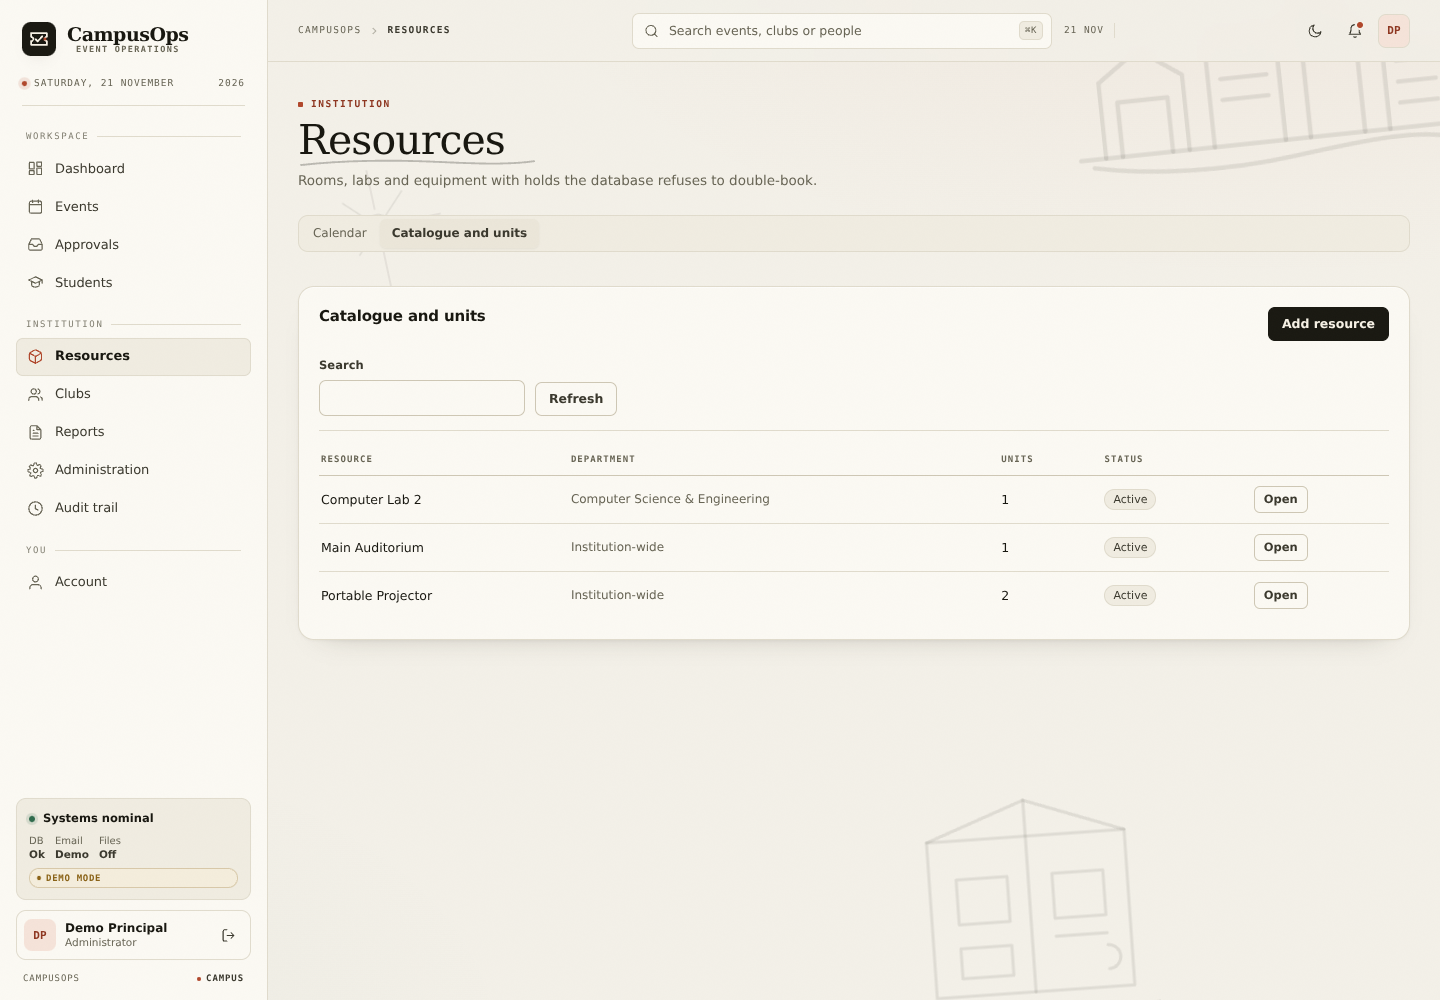 CampusOps
EVENT OPERATIONS
SATURDAY, 21 NOVEMBER 2026
WORKSPACE
Dashboard
Events
Approvals
Students
INSTITUTION
Resources
Clubs
Reports
Administration
Audit trail
YOU
Account
Systems nominal
DB Email Files
Ok Demo Off
DEMO MODE
DP
Demo Principal
Administrator
CAMPUSOPS CAMPUS
CAMPUSOPS > RESOURCES
Search events, clubs or people ⌘K
21 NOV
DP
INSTITUTION
Resources
Rooms, labs and equipment with holds the database refuses to double-book.
Calendar Catalogue and units
Catalogue and units
Add resource
Search
Refresh
RESOURCE DEPARTMENT UNITS STATUS
Computer Lab 2 Computer Science & Engineering 1 Active Open
Main Auditorium Institution-wide 1 Active Open
Portable Projector Institution-wide 2 Active Open